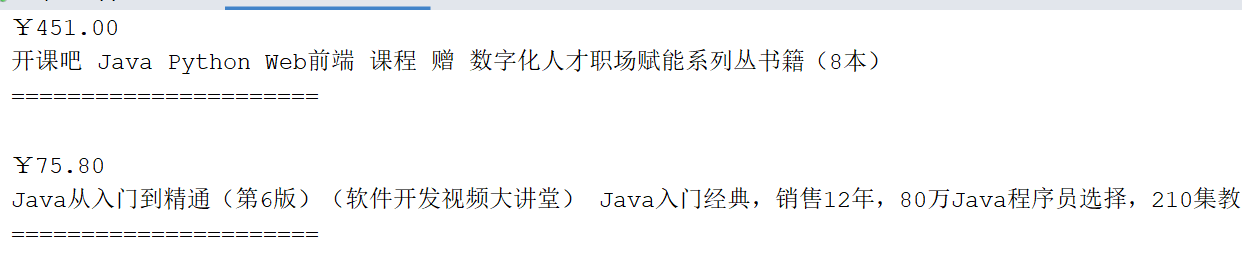 ￥451.00
开课吧 Java Python Web前端 课程 赠 数字化人才职场赋能系列丛书籍（8本）
======================
￥75.80
Java从入门到精通（第6版）（软件开发视频大讲堂） Java入门经典，销售12年，80万Java程序员选择，210集教
======================